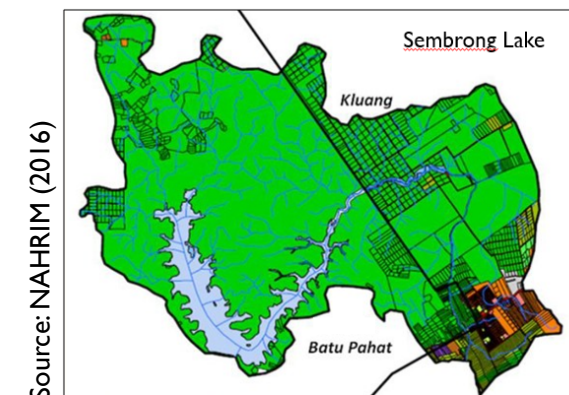 Sembrong Lake
Kluang
Batu Pahat
Source: NAHRIM (2016)